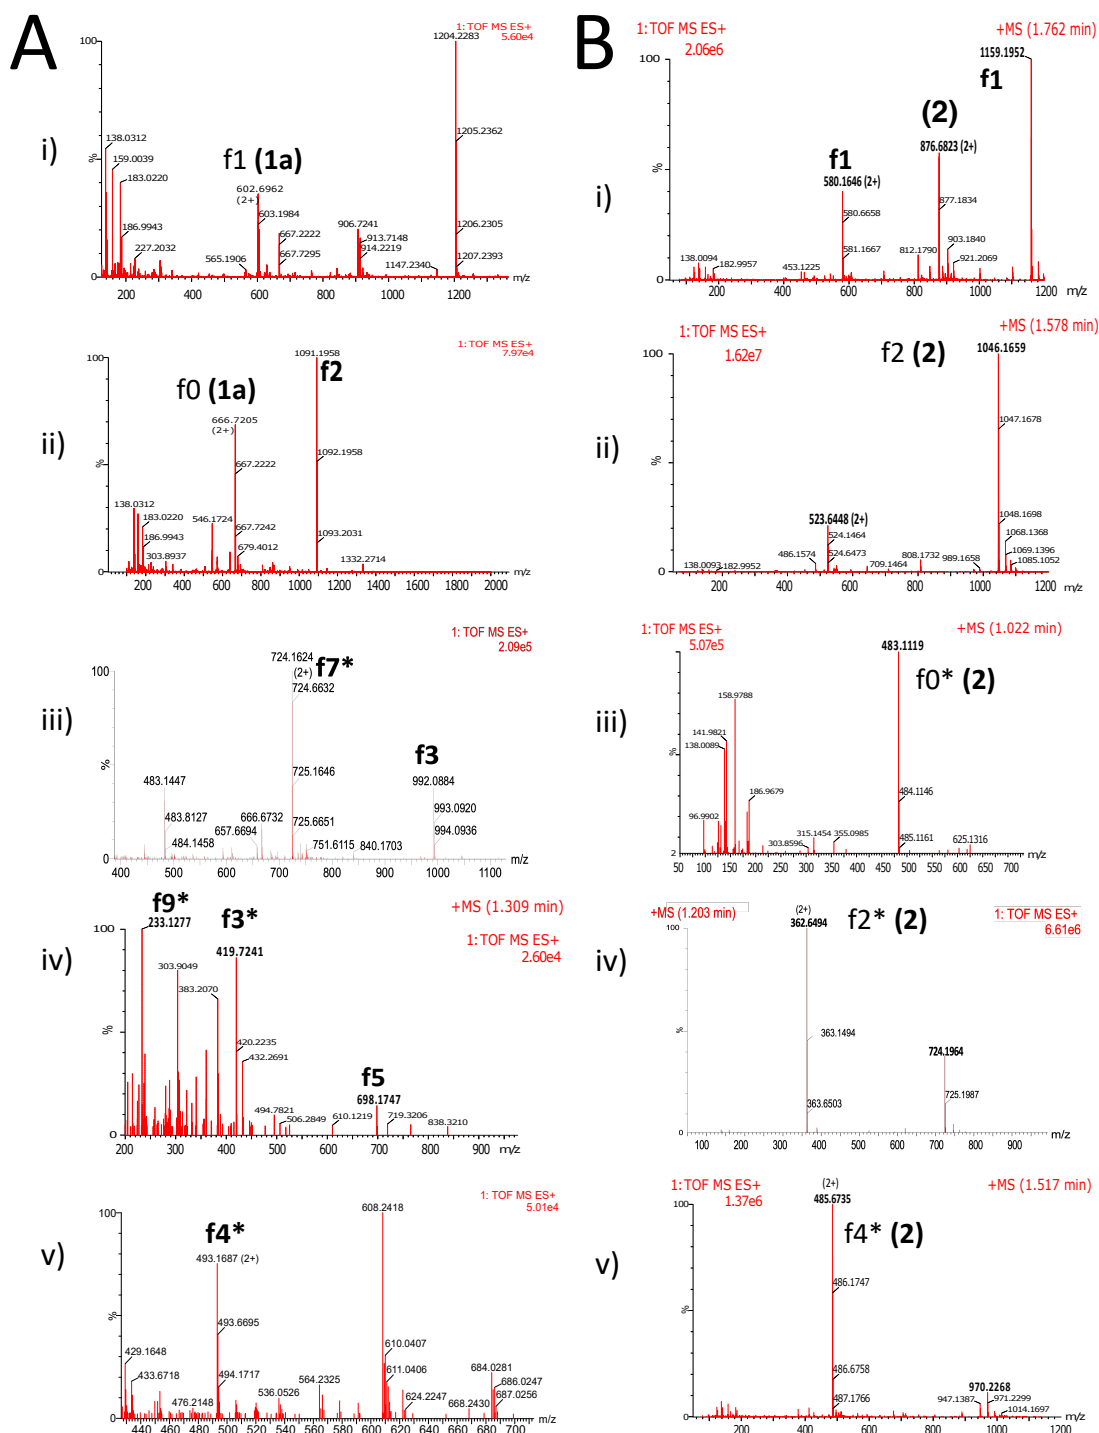 A
i)
1: TOF MS ES+
5.60e4
100
%
0
1204.2283
1205.2362
1206.2305
1207.2393
138.0312
159.0039
183.0220
186.9943
227.2032
f1 (1a)
602.6962
(2+)
603.1984
667.2222
667.7295
565.1906
906.7241
913.7148
914.2219
1147.2340
200 400 600 800 1000 1200 m/z
ii)
1: TOF MS ES+
7.97e4
100
%
0
1091.1958
f2
1092.1958
1093.2031
f0 (1a)
666.7205
(2+)
667.2222
667.7242
679.4012
138.0312
183.0220
186.9943
303.8937
546.1724
1332.2714
200 400 600 800 1000 1200 1400 1600 1800 2000 m/z
iii)
1: TOF MS ES+
2.09e5
100
%
0
724.1624
(2+)
f7*
724.6632
725.1646
725.6651
f3
992.0884
993.0920
994.0936
483.1447
483.8127
484.1458
666.6732
657.6694
751.6115
840.1703
400 500 600 700 800 900 1000 1100 m/z
iv)
+MS (1.309 min)
1: TOF MS ES+
2.60e4
100
%
0
f9*
233.1277
f3*
419.7241
303.9049
383.2070
420.2235
432.2691
f5
698.1747
494.7821
506.2849
610.1219
719.3206
838.3210
200 300 400 500 600 700 800 900 m/z
v)
1: TOF MS ES+
5.01e4
100
%
0
608.2418
f4*
493.1687 (2+)
493.6695
494.1717
429.1648
433.6718
476.2148
536.0526
564.2325
610.0407
611.0406
624.2247
668.2430
684.0281
686.0247
687.0256
440 460 480 500 520 540 560 580 600 620 640 660 680 700 m/z
B
i)
1: TOF MS ES+
2.06e6
+MS (1.762 min)
100
%
0
1159.1952
f1
(2)
876.6823 (2+)
877.1834
f1
580.1646 (2+)
580.6658
581.1667
138.0094
182.9957
453.1225
812.1790
903.1840
921.2069
200 400 600 800 1000 1200 m/z
ii)
1: TOF MS ES+
1.62e7
+MS (1.578 min)
100
%
0
f2 (2)
1046.1659
1047.1678
1048.1698
1068.1368
1069.1396
1085.1052
523.6448 (2+)
524.1464
524.6473
138.0093
182.9952
486.1574
709.1464
808.1732
989.1658
200 400 600 800 1000 1200 m/z
iii)
1: TOF MS ES+
5.07e5
+MS (1.022 min)
100
%
2
483.1119
f0* (2)
484.1146
485.1161
158.9788
141.9821
138.0089
186.9679
96.9902
303.8596
315.1454
355.0985
625.1316
50 100 200 300 400 500 600 700 m/z
iv)
+MS (1.203 min)
1: TOF MS ES+
6.61e6
100
%
0
(2+)
362.6494
f2* (2)
363.1494
363.6503
724.1964
725.1987
100 200 300 400 500 600 700 800 900 m/z
v)
1: TOF MS ES+
1.37e6
+MS (1.517 min)
100
%
0
(2+)
485.6735
f4* (2)
486.1747
486.6758
487.1766
970.2268
947.1387
971.2299
1014.1697
200 400 600 800 1000 1200 m/z